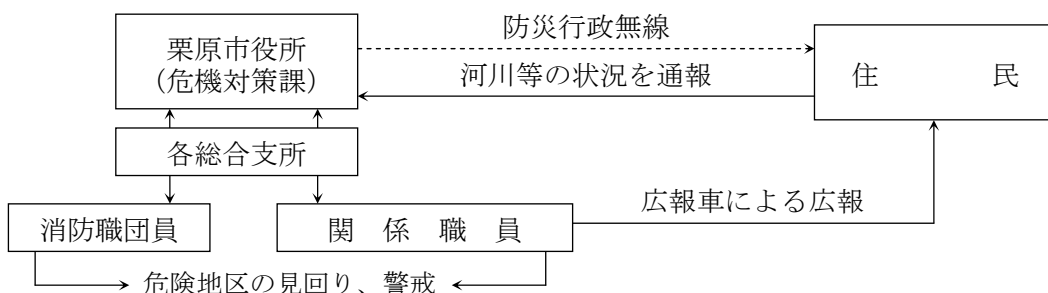 防災行政無線
栗原市役所
(危機対策課)
河川等の状況を通報
住民
各総合支所
広報車による広報
消防職団員
関係職員
危険地区の見回り、警戒